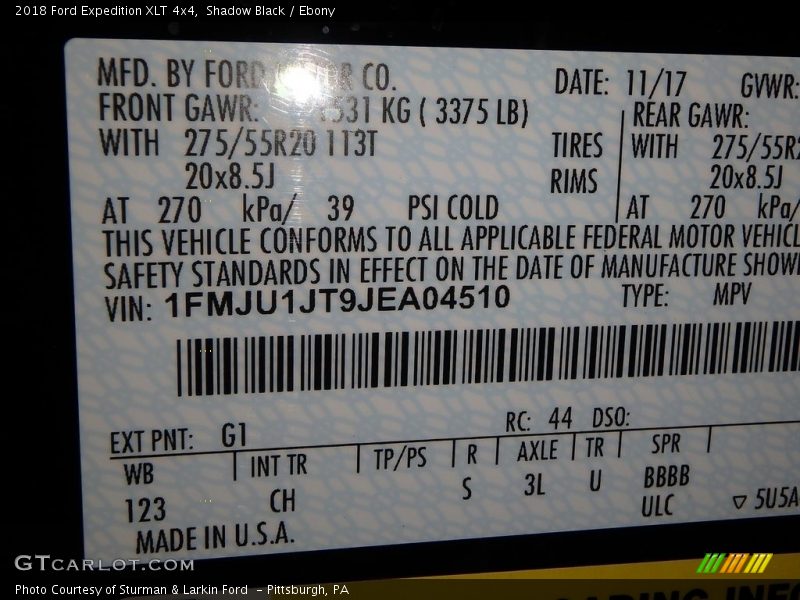 2018 Ford Expedition XLT 4x4, Shadow Black / Ebony
MFD. BY FORD CO.
DATE: 11/17 GVWR:
FRONT GAWR: 1531 KG ( 3375 LB)
REAR GAWR:
WITH 275/55R20 113T TIRES
WITH 275/55R2
20x8.5J RIMS
20x8.5J
AT 270 kPa/ 39 PSI COLD
AT 270 kPa/
THIS VEHICLE CONFORMS TO ALL APPLICABLE FEDERAL MOTOR VEHICL
SAFETY STANDARDS IN EFFECT ON THE DATE OF MANUFACTURE SHOW
VIN: 1FMJU1JT9JEA04510 TYPE: MPV
EXT PNT: G1 RC: 44 DSO:
WB INT TR TP/PS R AXLE TR SPR
123 CH S 3L U BBBB
ULC ▽ 5U5A
MADE IN U.S.A.
GTCARLOT.COM
Photo Courtesy of Sturman & Larkin Ford - Pittsburgh, PA